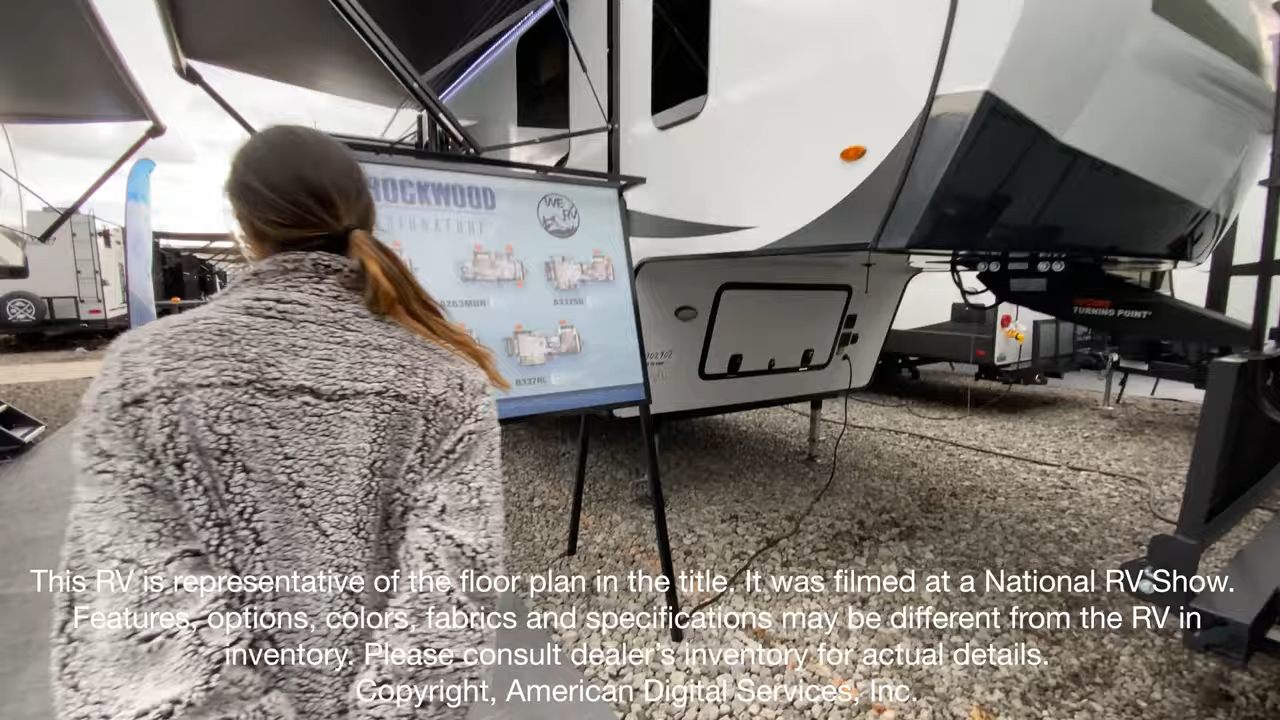 ROCKWOOD
SIGNATURE
WE
RV
8263MBR
8332SB
8337RL
TURNING POINT
This RV is representative of the floor plan in the title. It was filmed at a National RV Show.
Features, options, colors, fabrics and specifications may be different from the RV in
inventory. Please consult dealer's inventory for actual details.
Copyright, American Digital Services, Inc.